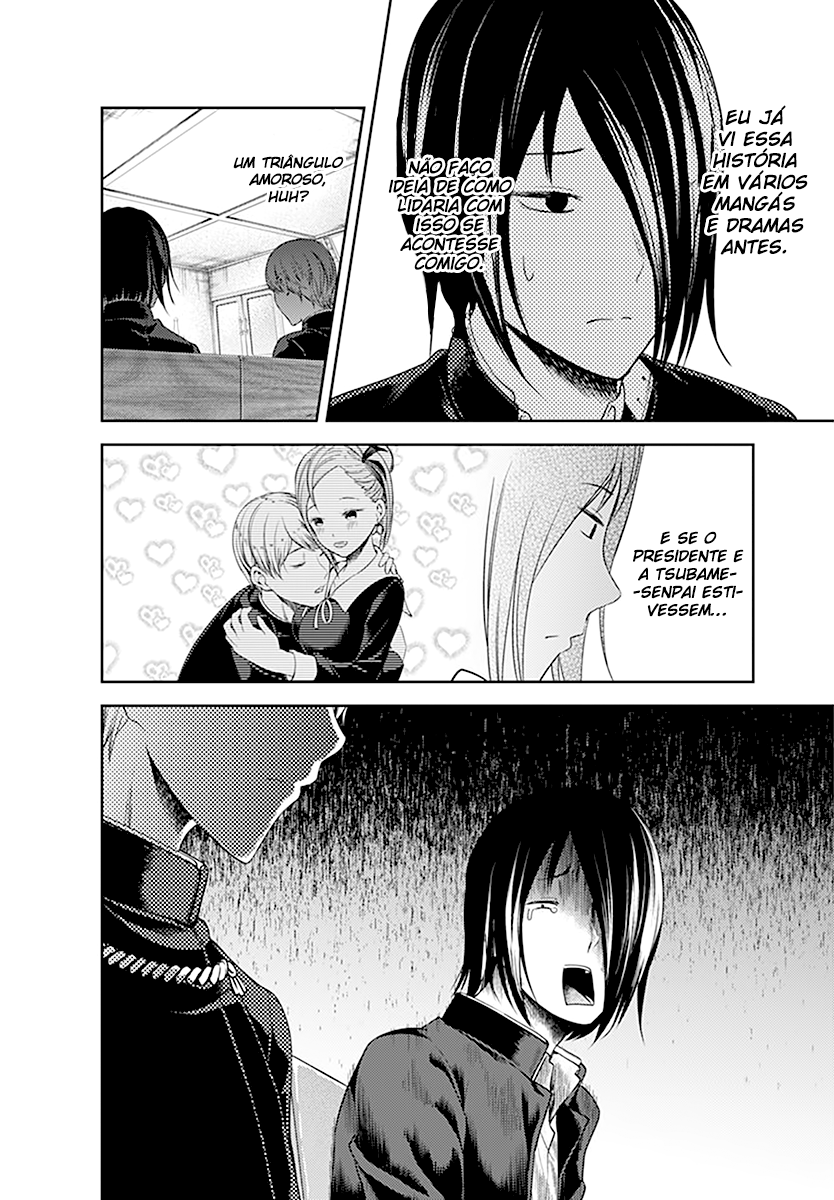 EU JÁ
VI ESSA
HISTÓRIA
EM VÁRIOS
MANGÁS
E DRAMAS
ANTES.
NÃO FAÇO
IDEIA DE COMO
LIDARIA COM
ISSO SE
ACONTESSE
COMIGO.
UM TRIÂNGULO
AMOROSO,
HUH?
E SE O
PRESIDENTE E
A TSUBAME-
-SENPAI ESTI-
VESSEM...